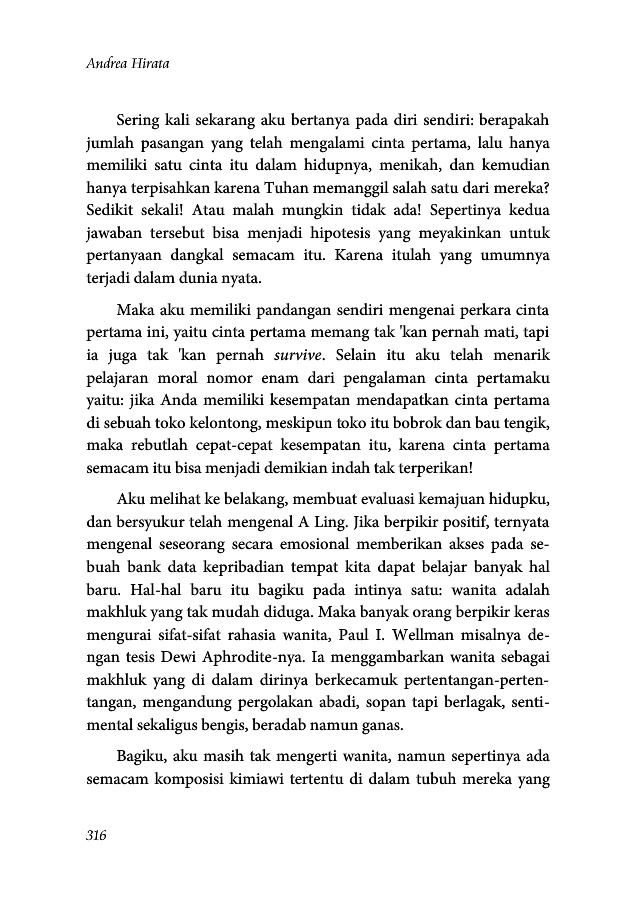 Andrea Hirata
Sering kali sekarang aku bertanya pada diri sendiri: berapakah
jumlah pasangan yang telah mengalami cinta pertama, lalu hanya
memiliki satu cinta itu dalam hidupnya, menikah, dan kemudian
hanya terpisahkan karena Tuhan memanggil salah satu dari mereka?
Sedikit sekali! Atau malah mungkin tidak ada! Sepertinya kedua
jawaban tersebut bisa menjadi hipotesis yang meyakinkan untuk
pertanyaan dangkal semacam itu. Karena itulah yang umumnya
terjadi dalam dunia nyata.
Maka aku memiliki pandangan sendiri mengenai perkara cinta
pertama ini, yaitu cinta pertama memang tak 'kan pernah mati, tapi
ia juga tak 'kan pernah survive. Selain itu aku telah menarik
pelajaran moral nomor enam dari pengalaman cinta pertamaku
yaitu: jika Anda memiliki kesempatan mendapatkan cinta pertama
di sebuah toko kelontong, meskipun toko itu bobrok dan bau tengik,
maka rebutlah cepat-cepat kesempatan itu, karena cinta pertama
semacam itu bisa menjadi demikian indah tak terperikan!
Aku melihat ke belakang, membuat evaluasi kemajuan hidupku,
dan bersyukur telah mengenal A Ling. Jika berpikir positif, ternyata
mengenal seseorang secara emosional memberikan akses pada se-
buah bank data kepribadian tempat kita dapat belajar banyak hal
baru. Hal-hal baru itu bagiku pada intinya satu: wanita adalah
makhluk yang tak mudah diduga. Maka banyak orang berpikir keras
mengurai sifat-sifat rahasia wanita, Paul I. Wellman misalnya de-
ngan tesis Dewi Aphrodite-nya. Ia menggambarkan wanita sebagai
makhluk yang di dalam dirinya berkecamuk pertentangan-perten-
tangan, mengandung pergolakan abadi, sopan tapi berlagak, senti-
mental sekaligus bengis, beradab namun ganas.
Bagiku, aku masih tak mengerti wanita, namun sepertinya ada
semacam komposisi kimiawi tertentu di dalam tubuh mereka yang
316